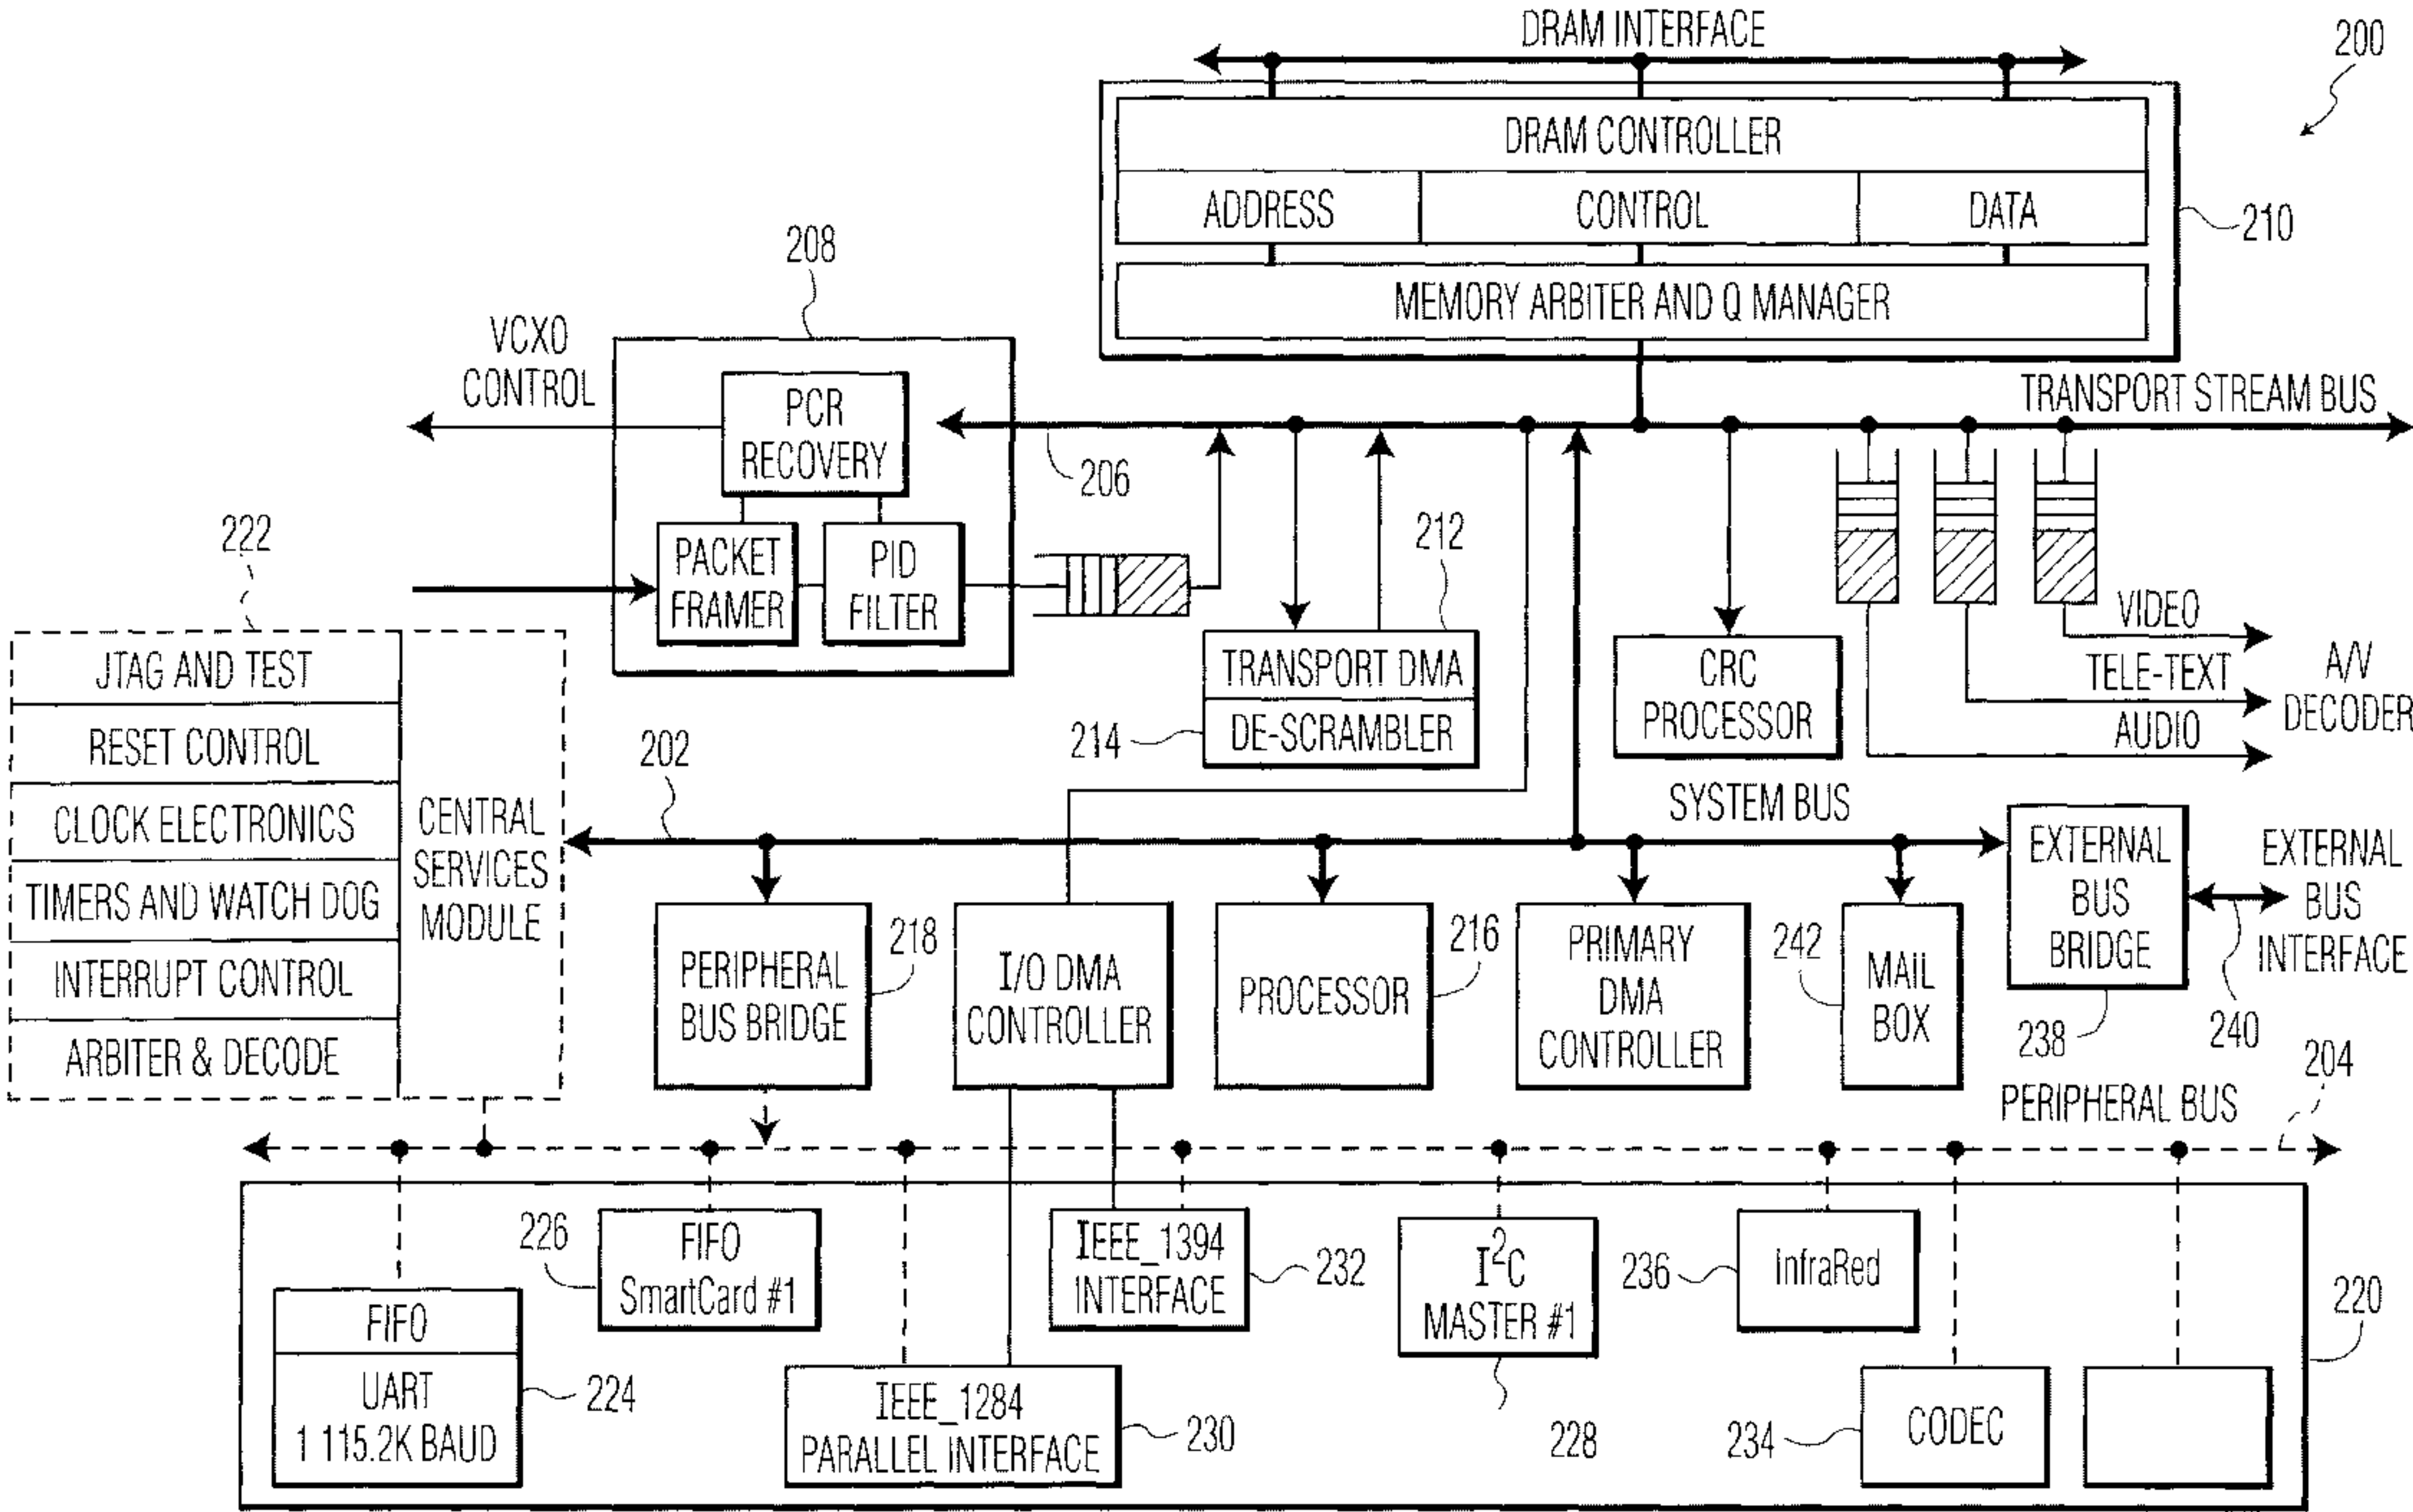 DRAM INTERFACE
200
DRAM CONTROLLER
ADDRESS
CONTROL
DATA
210
MEMORY ARBITER AND Q MANAGER
208
VCXO
CONTROL
PCR
RECOVERY
TRANSPORT STREAM BUS
206
222
PACKET
FRAMER
PID
FILTER
212
TRANSPORT DMA
214
DE-SCRAMBLER
CRC
PROCESSOR
VIDEO
TELE-TEXT
AUDIO
A/V
DECODER
JTAG AND TEST
RESET CONTROL
CLOCK ELECTRONICS
TIMERS AND WATCH DOG
INTERRUPT CONTROL
ARBITER & DECODE
CENTRAL
SERVICES
MODULE
202
SYSTEM BUS
PERIPHERAL
BUS BRIDGE
218
I/O DMA
CONTROLLER
PROCESSOR
216
PRIMARY
DMA
CONTROLLER
242
MAIL
BOX
EXTERNAL
BUS
BRIDGE
238
EXTERNAL
BUS
INTERFACE
240
204
PERIPHERAL BUS
FIFO
UART
1 115.2K BAUD
224
226
FIFO
SmartCard #1
IEEE_1284
PARALLEL INTERFACE
230
IEEE_1394
INTERFACE
232
I²C
MASTER #1
228
236
InfraRed
234
CODEC
220